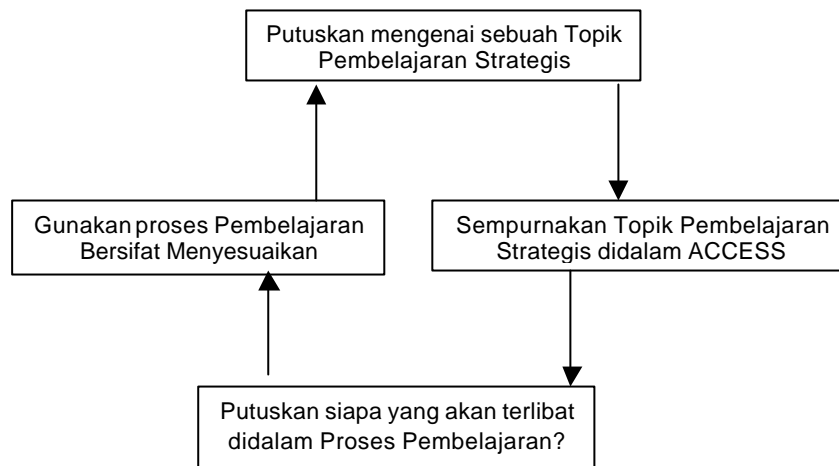 Putuskan mengenai sebuah Topik
Pembelajaran Strategis
Gunakan proses Pembelajaran
Bersifat Menyesuaikan
Sempurnakan Topik Pembelajaran
Strategis didalam ACCESS
Putuskan siapa yang akan terlibat
didalam Proses Pembelajaran?